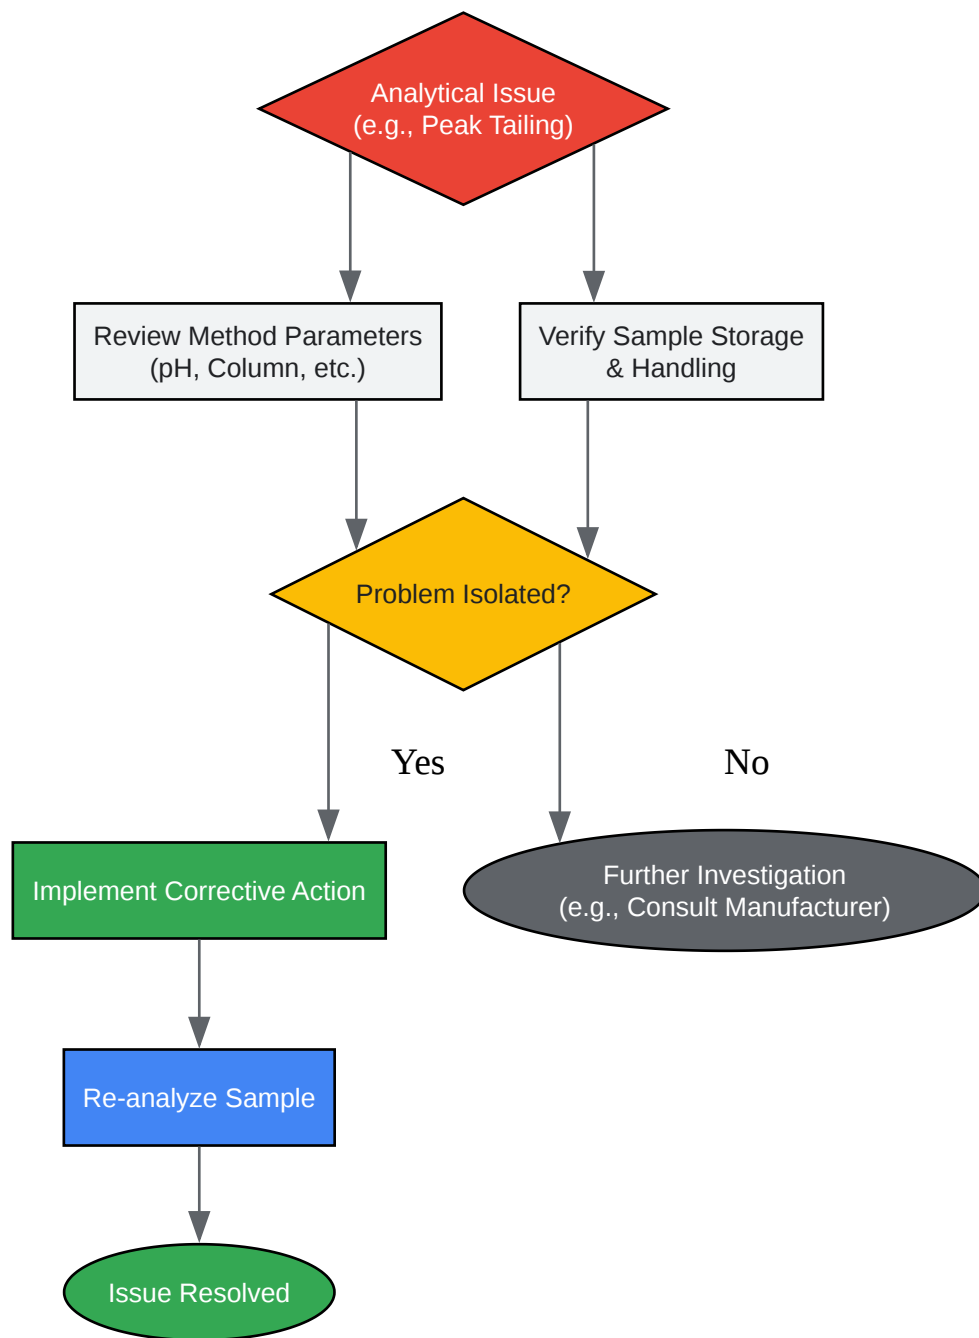 Analytical Issue
(e.g., Peak Tailing)
Review Method Parameters
(pH, Column, etc.)
Verify Sample Storage
& Handling
Problem Isolated?
Yes
No
Implement Corrective Action
Further Investigation
(e.g., Consult Manufacturer)
Re-analyze Sample
Issue Resolved